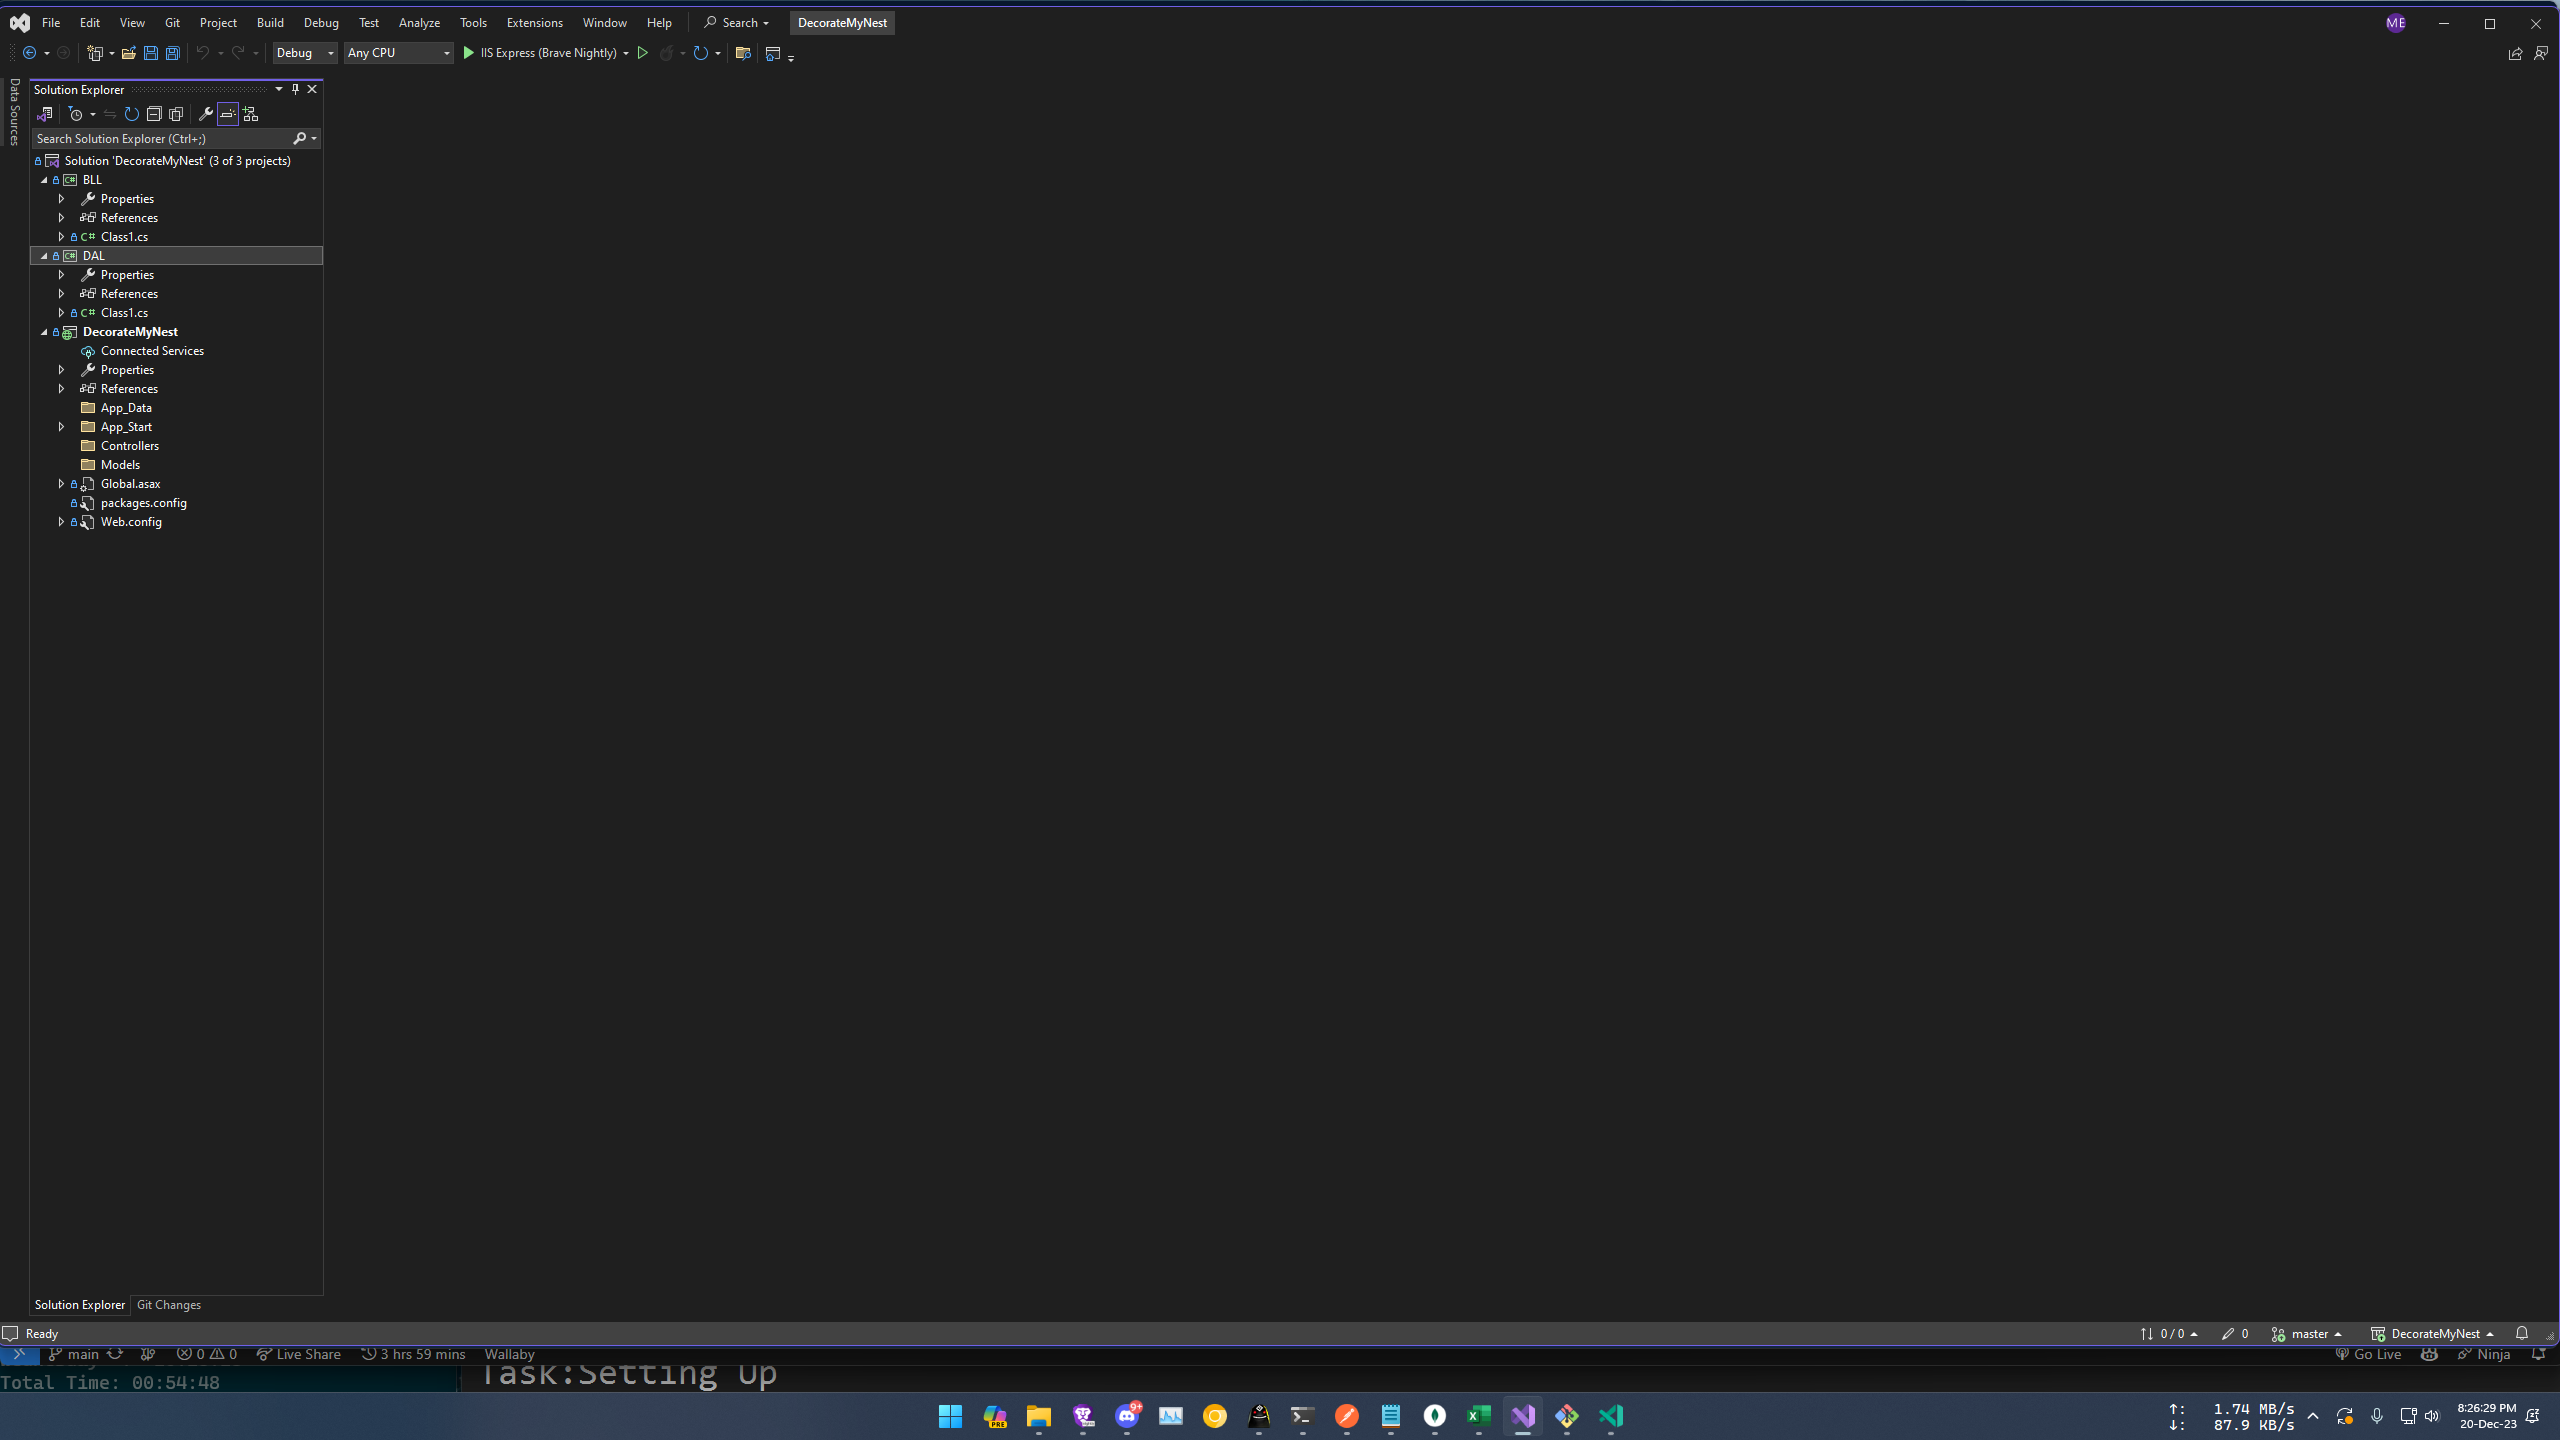 File Edit View Git Project Build Debug Test Analyze Tools Extensions Window Help Search DecorateMyNest ME
Debug Any CPU IIS Express (Brave Nightly)
Data Sources
Solution Explorer
Search Solution Explorer (Ctrl+;)
Solution 'DecorateMyNest' (3 of 3 projects)
C# BLL
Properties
References
C# Class1.cs
C# DAL
Properties
References
C# Class1.cs
DecorateMyNest
Connected Services
Properties
References
App_Data
App_Start
Controllers
Models
Global.asax
packages.config
Web.config
Solution Explorer Git Changes
Ready 0 / 0 0 master DecorateMyNest
main 0 0 Live Share 3 hrs 59 mins Wallaby Go Live Ninja
Total Time: 00:54:48
Task:Setting Up
PRE 9+
↑: 1.74 MB/s
↓: 87.9 KB/s
8:26:29 PM
20-Dec-23